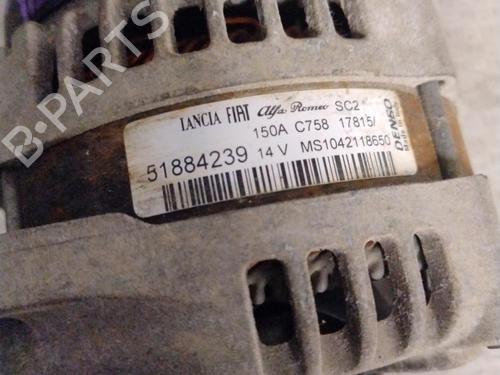 LANCIA FIAT Alfa Romeo SC2
150A C758 17815/
51884239 14 V MS1042118650
DENSO
B-PARTS